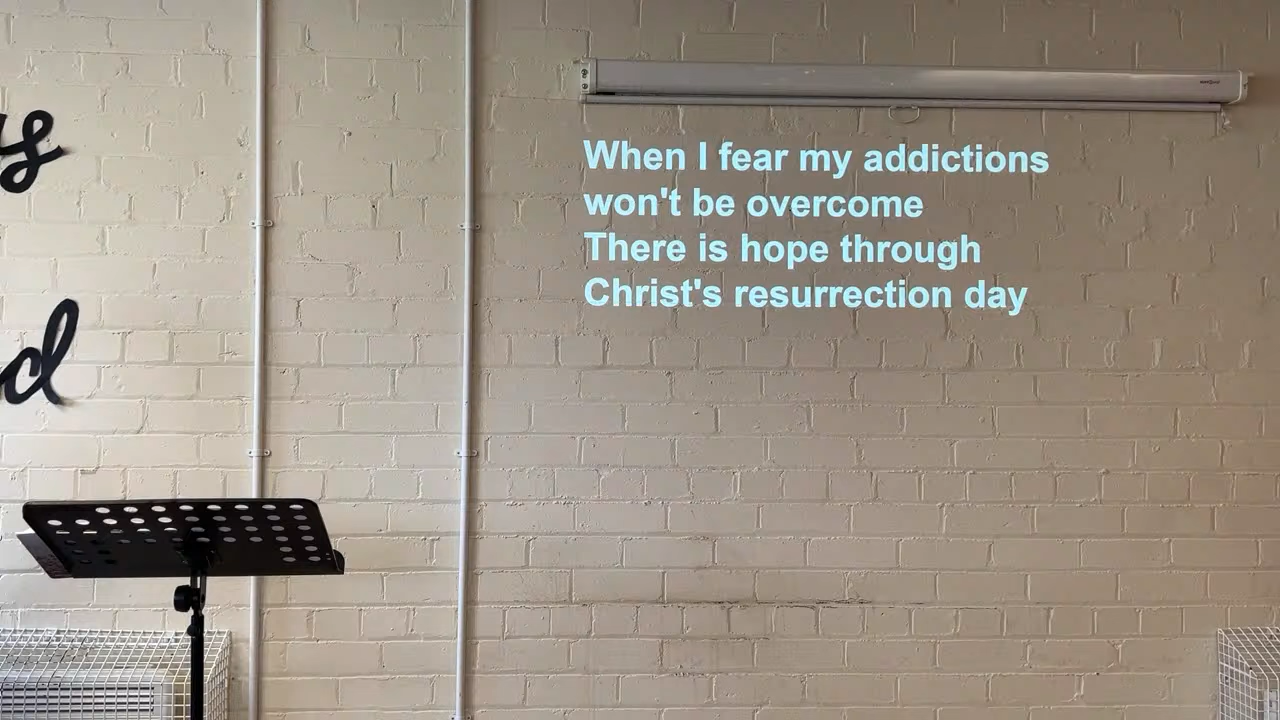 When I fear my addictions
won't be overcome
There is hope through
Christ's resurrection day